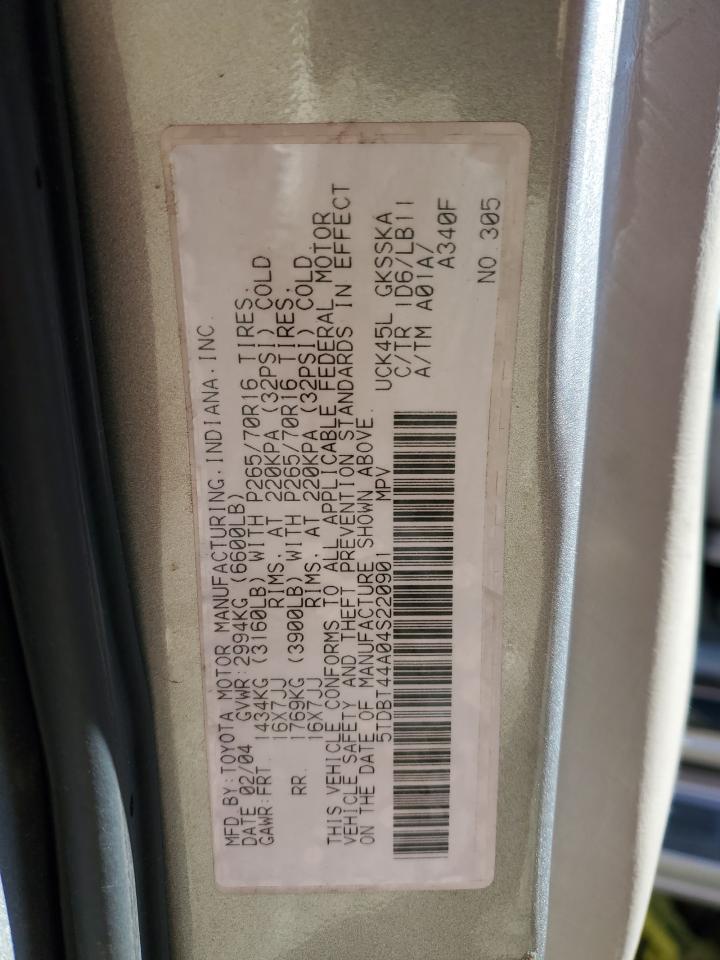 MFD BY: TOYOTA MOTOR MANUFACTURING, INDIANA, INC.
DATE 02/04 GVWR: 2994KG (6600LB)
GAWR: FRT. 1434KG (3160LB) WITH P265/70R16 TIRES,
16X7JJ RIMS, AT 220KPA (32PSI) COLD
RR. 1769KG (3900LB) WITH P265/70R16 TIRES,
16X7JJ RIMS, AT 220KPA (32PSI) COLD.
THIS VEHICLE CONFORMS TO ALL APPLICABLE FEDERAL MOTOR
VEHICLE SAFETY AND THEFT PREVENTION STANDARDS IN EFFECT
ON THE DATE OF MANUFACTURE SHOWN ABOVE.
5TDBT44A04S220901 MPV
UCK45L GKSSKA
C/TR 1D6/LB11
A/TM A01A/
A340F
NO 305